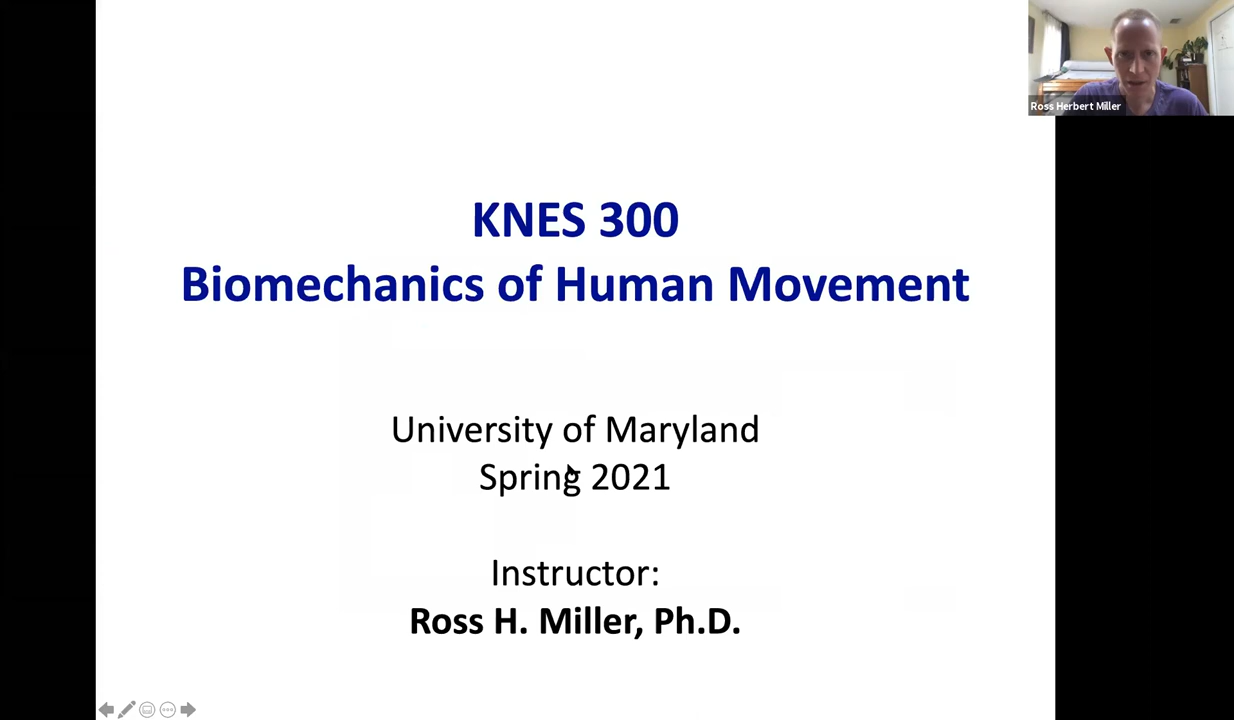 Ross Herbert Miller
KNES 300
Biomechanics of Human Movement
University of Maryland
Spring 2021
Instructor:
Ross H. Miller, Ph.D.